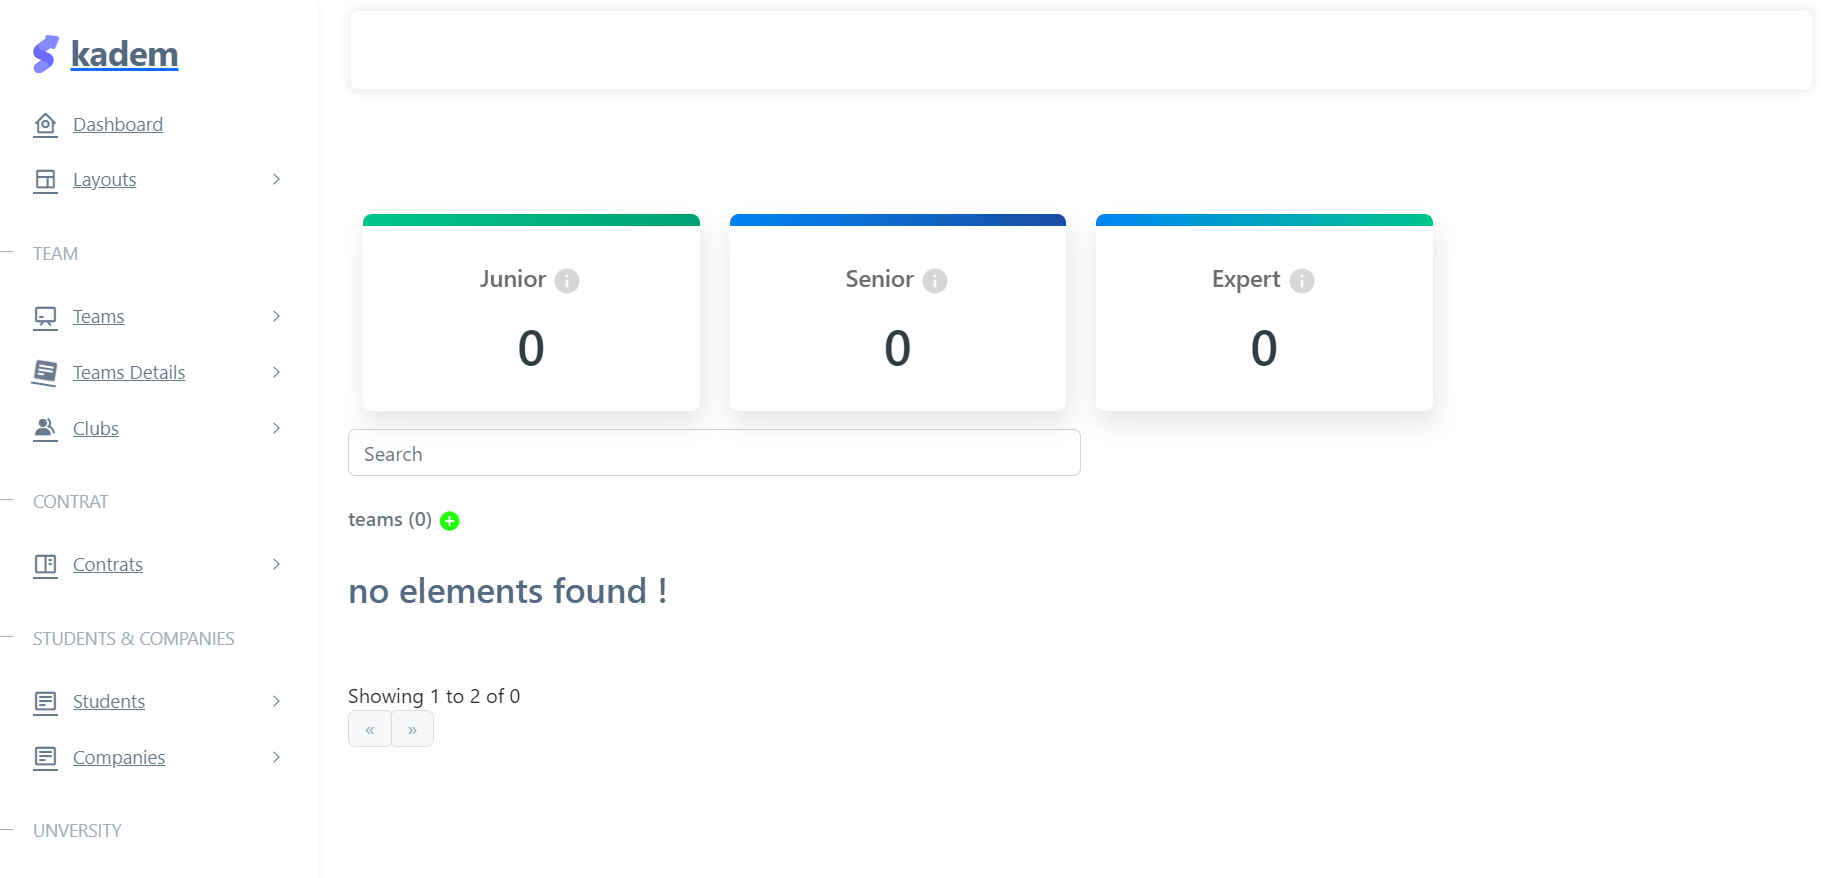 kadem
Dashboard
Layouts
TEAM
Teams
Teams Details
Clubs
CONTRAT
Contrats
STUDENTS & COMPANIES
Students
Companies
UNVERSITY
Junior
0
Senior
0
Expert
0
Search
teams (0)
no elements found !
Showing 1 to 2 of 0
« »